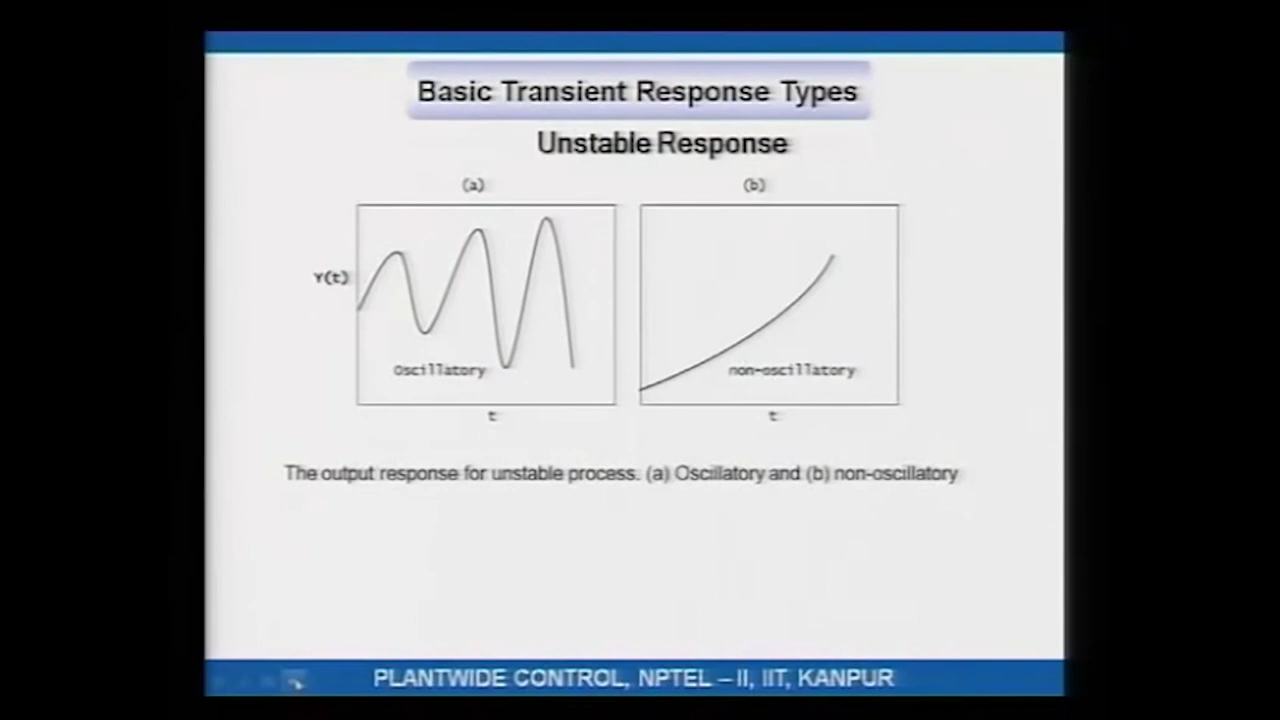 Basic Transient Response Types
Unstable Response
(a)
(b)
Y(t)
Oscillatory
non-oscillatory
t
t
The output response for unstable process. (a) Oscillatory and (b) non-oscillatory
PLANTWIDE CONTROL, NPTEL – II, IIT, KANPUR